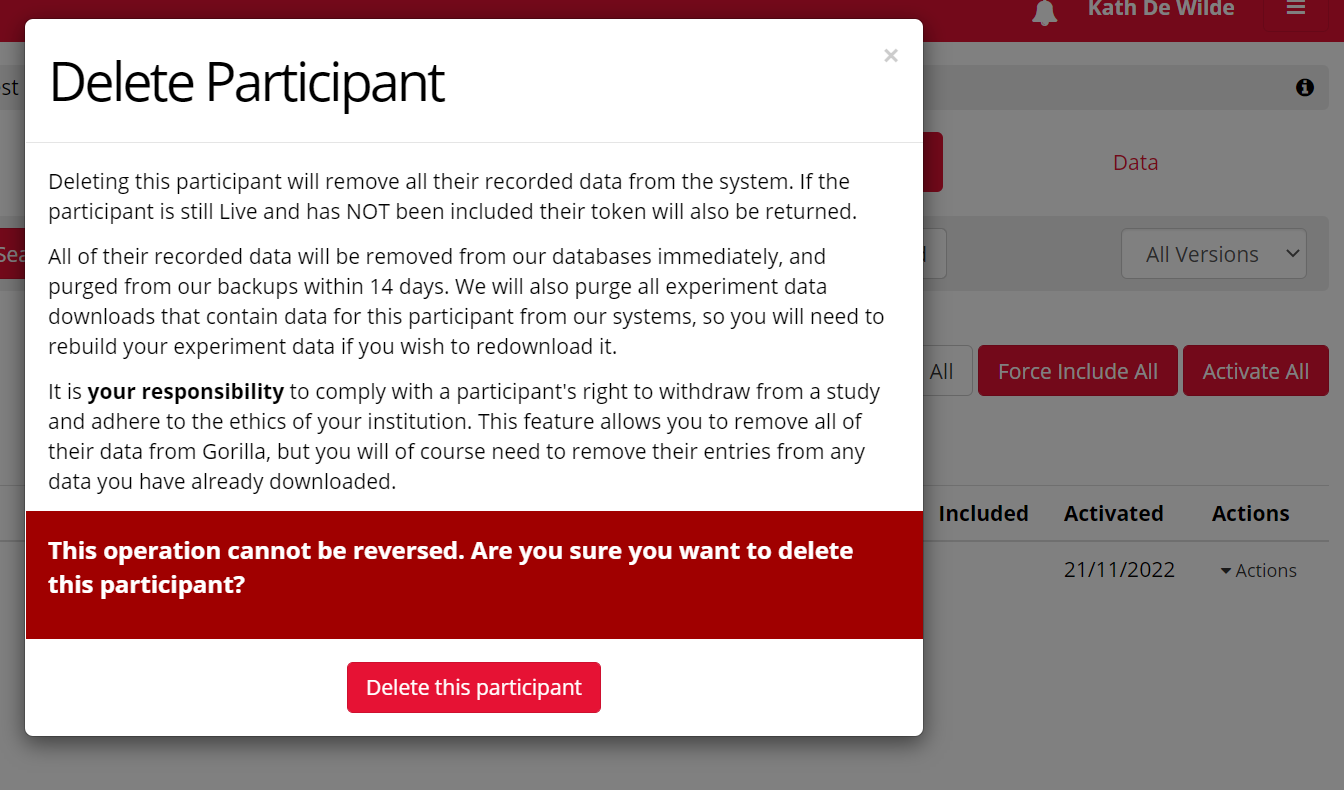 Kath De Wilde
Delete Participant
×
st
Data
Deleting this participant will remove all their recorded data from the system. If the
participant is still Live and has NOT been included their token will also be returned.
Sea
All Versions
All of their recorded data will be removed from our databases immediately, and
purged from our backups within 14 days. We will also purge all experiment data
downloads that contain data for this participant from our systems, so you will need to
rebuild your experiment data if you wish to redownload it.
All
Force Include All
Activate All
It is your responsibility to comply with a participant's right to withdraw from a study
and adhere to the ethics of your institution. This feature allows you to remove all of
their data from Gorilla, but you will of course need to remove their entries from any
data you have already downloaded.
Included Activated Actions
This operation cannot be reversed. Are you sure you want to delete
this participant?
21/11/2022 Actions
Delete this participant